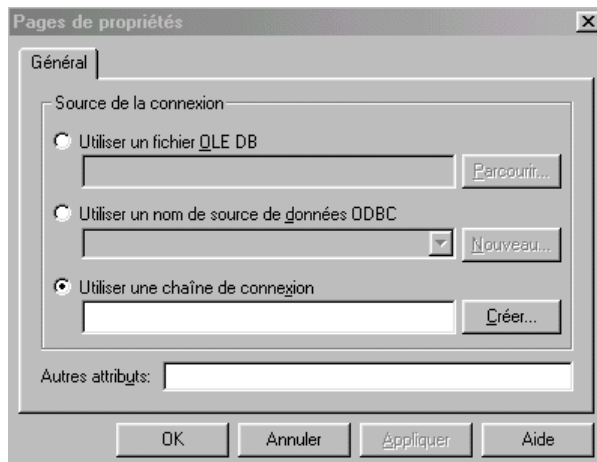 Pages de propriétés
Général
Source de la connexion
Utiliser un fichier OLE DB
Parcourir...
Utiliser un nom de source de données ODBC
Nouveau...
Utiliser une chaîne de connexion
Créer...
Autres attributs:
OK Annuler Appliquer Aide